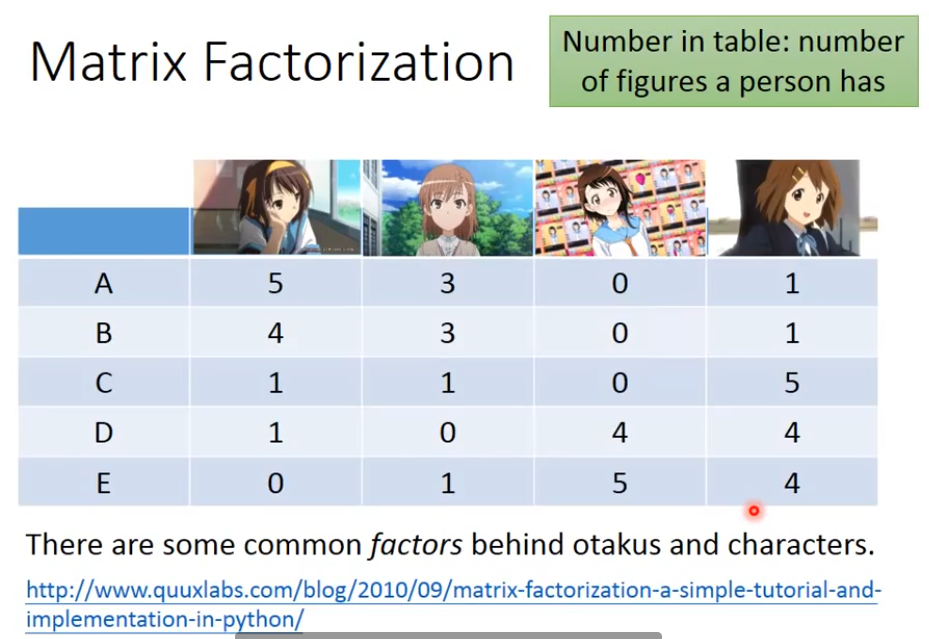 Matrix Factorization
Number in table: number
of figures a person has
A 5 3 0 1
B 4 3 0 1
C 1 1 0 5
D 1 0 4 4
E 0 1 5 4
There are some common factors behind otakus and characters.
http://www.quuxlabs.com/blog/2010/09/matrix-factorization-a-simple-tutorial-and-
implementation-in-python/